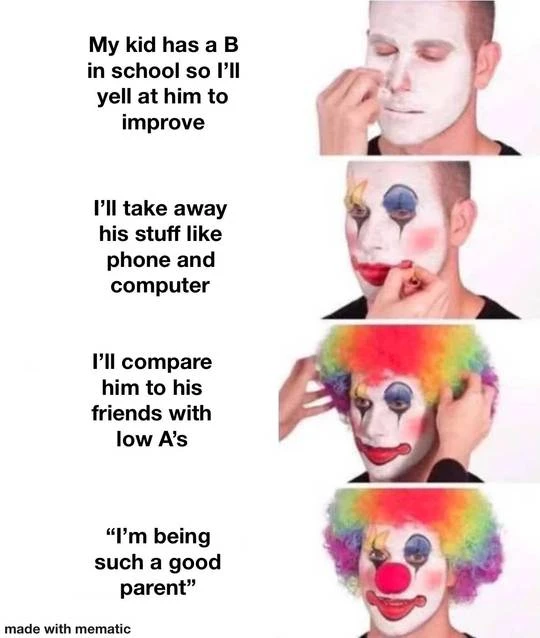 My kid has a B
in school so I’ll
yell at him to
improve
I’ll take away
his stuff like
phone and
computer
I’ll compare
him to his
friends with
low A’s
“I’m being
such a good
parent”
made with mematic